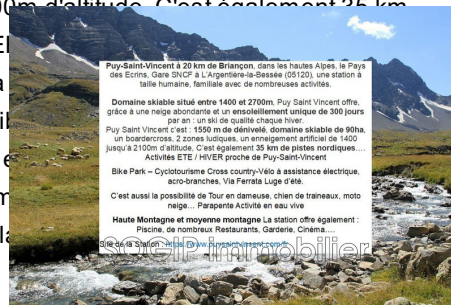 00m d'altitude. C'est également 35 km
Puy-Saint-Vincent à 20 km de Briançon, dans les hautes Alpes, le Pays
des Ecrins, Gare SNCF à L'Argentière-la-Bessée (05120), une station à
taille humaine, familiale avec de nombreuses activités.
Domaine skiable situé entre 1400 et 2700m, Puy Saint Vincent offre,
grâce à une neige abondante et un ensoleillement unique de 300 jours
par an : un ski de qualité chaque hiver.
Puy Saint Vincent c'est : 1550 m de dénivelé, domaine skiable de 90ha,
un boardercross, 2 zones ludiques, un enneigement artificiel de 1400
jusqu'à 2100m d'altitude, C'est également 35 km de pistes nordiques....
Activités ETE / HIVER proche de Puy-Saint-Vincent
Bike Park – Cyclotourisme Cross country-Vélo à assistance électrique,
acro-branches, Via Ferrata Luge d'été.
C'est aussi la possibilité de Tour en dameuse, chien de traineaux, moto
neige... Parapente Activité en eau vive
Haute Montagne et moyenne montagne La station offre également :
Piscine, de nombreux Restaurants, Garderie, Cinéma....
Site de la Station : https://www.puysaintvincent.com/fr
SOGIP immobilier